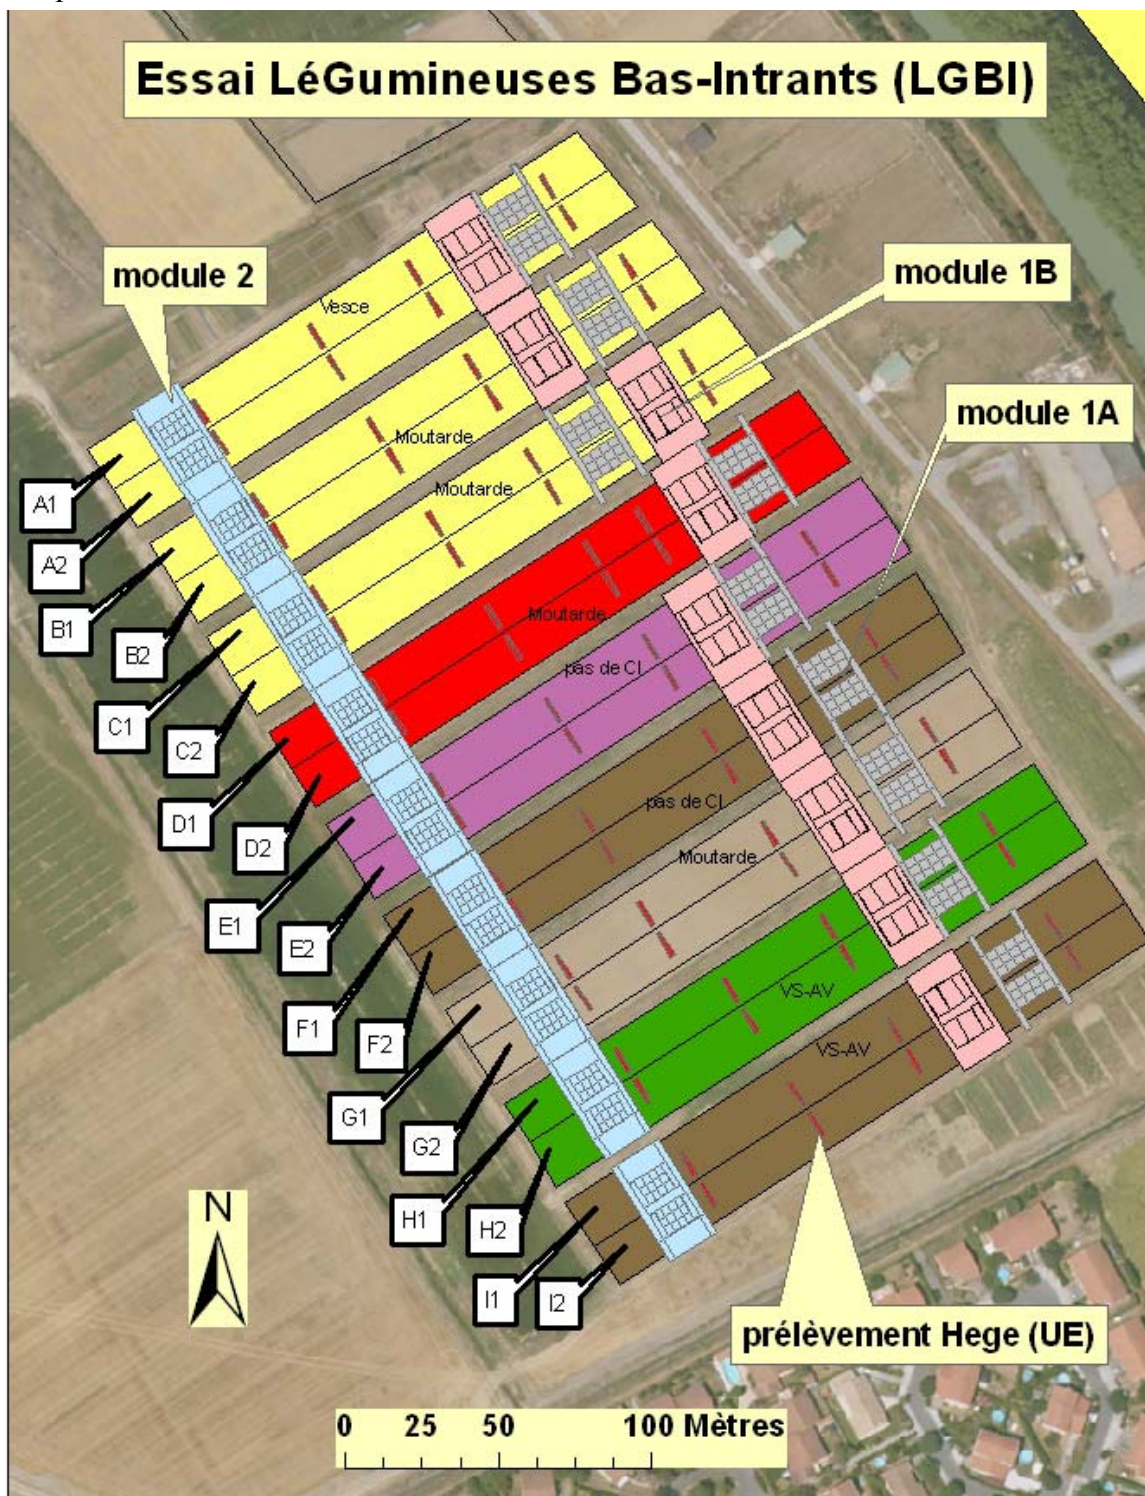 Essai LéGumineuses Bas-Intrants (LGBI)
module 2
module 1B
module 1A
Vesce
Moutarde
Moutarde
Moutarde
pas de CI
pas de CI
Moutarde
VS-AV
VS-AV
A1
A2
B1
B2
C1
C2
D1
D2
E1
E2
F1
F2
G1
G2
H1
H2
I1
I2
N
prélèvement Hege (UE)
0 25 50 100 Mètres